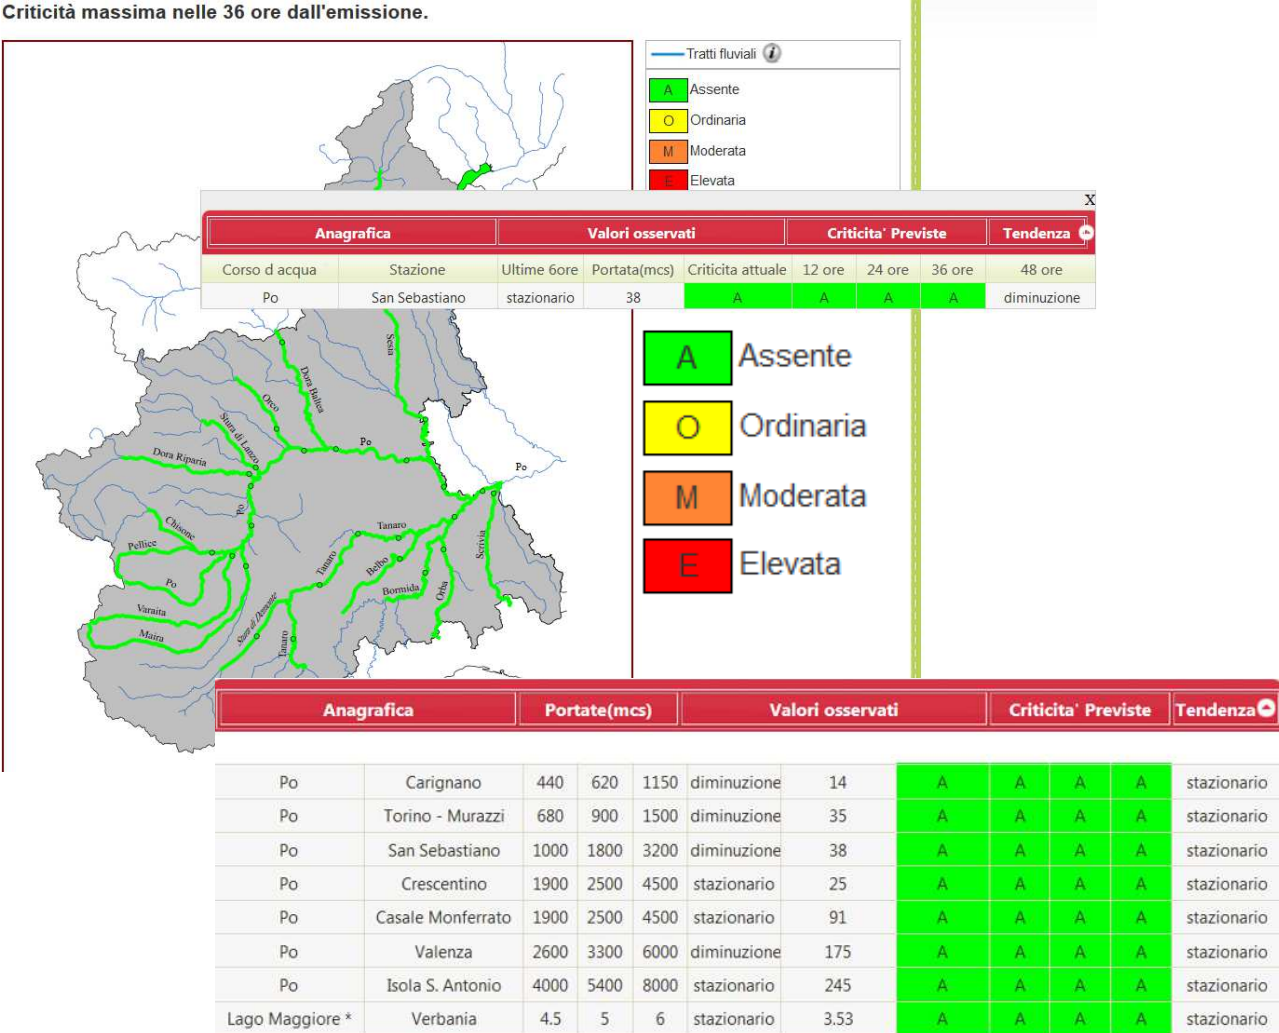 Criticità massima nelle 36 ore dall'emissione.
Tratti fluviali i
A Assente
O Ordinaria
M Moderata
E Elevata
X
Anagrafica Valori osservati Criticita' Previste Tendenza
Corso d acqua Stazione Ultime 6ore Portata(mcs) Criticita attuale 12 ore 24 ore 36 ore 48 ore
Po San Sebastiano stazionario 38 A A A A diminuzione
A Assente
O Ordinaria
M Moderata
E Elevata
Sesia
Dora Baltea
Orco
Stura di Lanzo
Dora Riparia
Po
Po
Po
Chisone
Pellice
Po
Varaita
Maira
Tanaro
Tanaro
Belbo
Bormida
Orba
Scrivia
Stura di Demonte
Tanaro
Anagrafica Portate(mcs) Valori osservati Criticita' Previste Tendenza
Po Carignano 440 620 1150 diminuzione 14 A A A A stazionario
Po Torino - Murazzi 680 900 1500 diminuzione 35 A A A A stazionario
Po San Sebastiano 1000 1800 3200 diminuzione 38 A A A A stazionario
Po Crescentino 1900 2500 4500 stazionario 25 A A A A stazionario
Po Casale Monferrato 1900 2500 4500 stazionario 91 A A A A stazionario
Po Valenza 2600 3300 6000 diminuzione 175 A A A A stazionario
Po Isola S. Antonio 4000 5400 8000 stazionario 245 A A A A stazionario
Lago Maggiore * Verbania 4.5 5 6 stazionario 3.53 A A A A stazionario